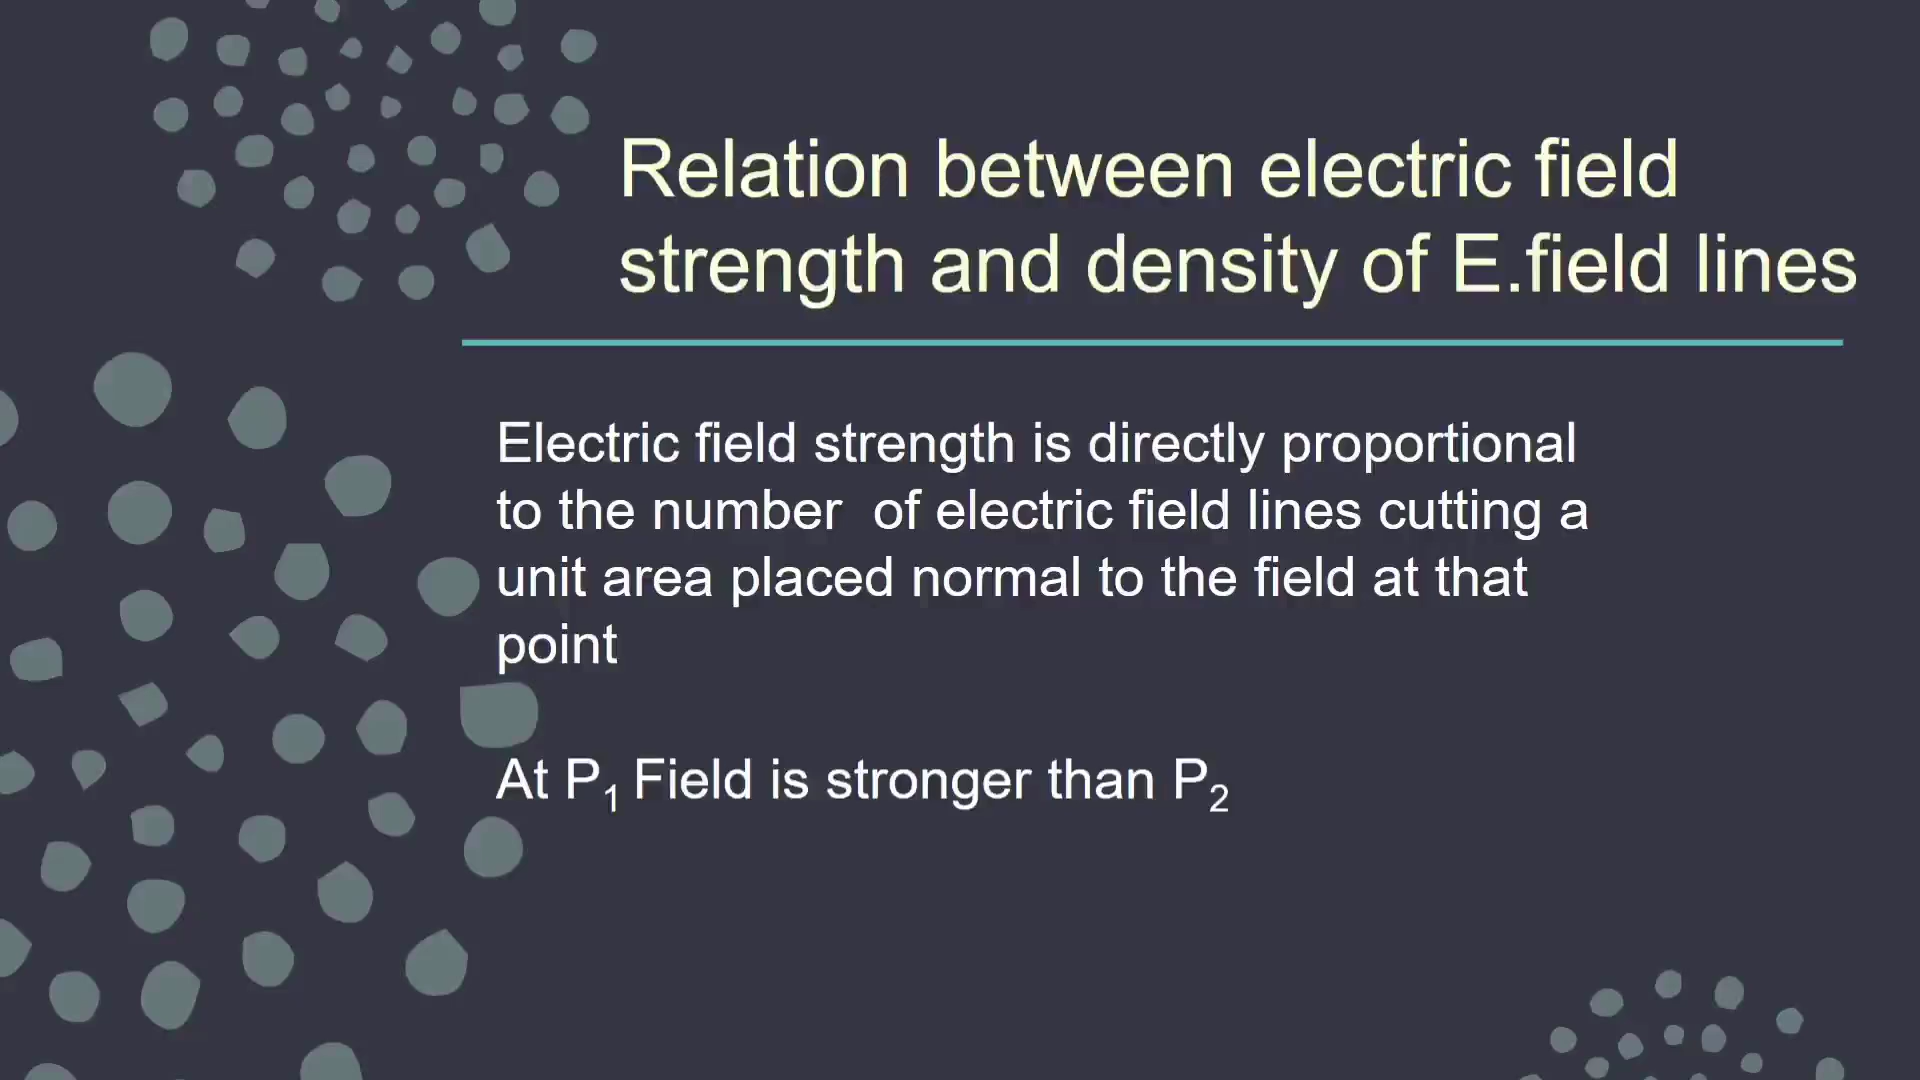 Relation between electric field
strength and density of E.field lines
Electric field strength is directly proportional
to the number  of electric field lines cutting a
unit area placed normal to the field at that
point
At P₁ Field is stronger than P₂